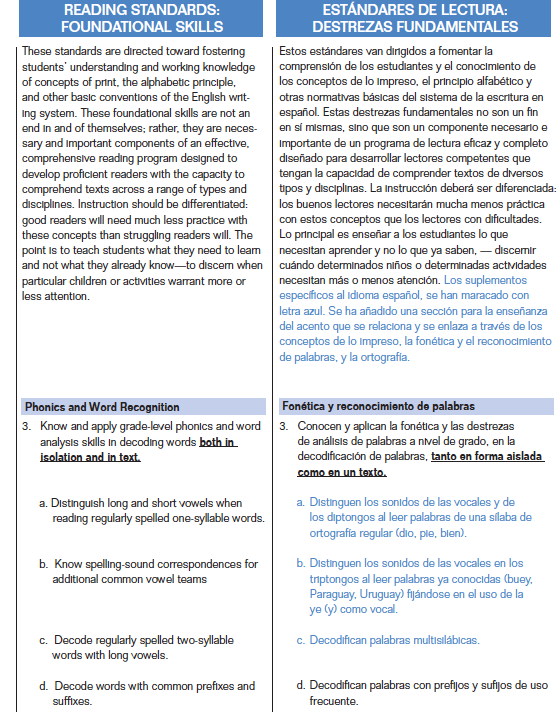 READING STANDARDS:
FOUNDATIONAL SKILLS
These standards are directed toward fostering
students' understanding and working knowledge
of concepts of print, the alphabetic principle,
and other basic conventions of the English writ-
ing system. These foundational skills are not an
end in and of themselves; rather, they are neces-
sary and important components of an effective,
comprehensive reading program designed to
develop proficient readers with the capacity to
comprehend texts across a range of types and
disciplines. Instruction should be differentiated:
good readers will need much less practice with
these concepts than struggling readers will. The
point is to teach students what they need to learn
and not what they already know—to discern when
particular children or activities warrant more or
less attention.
ESTÁNDARES DE LECTURA:
DESTREZAS FUNDAMENTALES
Estos estándares van dirigidos a fomentar la
comprensión de los estudiantes y el conocimiento de
los conceptos de lo impreso, el principio alfabético y
otras normativas básicas del sistema de la escritura en
español. Estas destrezas fundamentales no son un fin
en sí mismas, sino que son un componente necesario e
importante de un programa de lectura eficaz y completo
diseñado para desarrollar lectores competentes que
tengan la capacidad de comprender textos de diversos
tipos y disciplinas. La instrucción deberá ser diferenciada:
los buenos lectores necesitarán mucha menos práctica
con estos conceptos que los lectores con dificultades.
Lo principal es enseñar a los estudiantes lo que
necesitan aprender y no lo que ya saben, — discernir
cuándo determinados niños o determinadas actividades
necesitan más o menos atención. Los suplementos
específicos al idioma español, se han maracado con
letra azul. Se ha añadido una sección para la enseñanza
del acento que se relaciona y se enlaza a través de los
conceptos de lo impreso, la fonética y el reconocimiento
de palabras, y la ortografía.
Phonics and Word Recognition
3. Know and apply grade-level phonics and word
analysis skills in decoding words both in
isolation and in text.
a. Distinguish long and short vowels when
reading regularly spelled one-syllable words.
b. Know spelling-sound correspondences for
additional common vowel teams
c. Decode regularly spelled two-syllable
words with long vowels.
d. Decode words with common prefixes and
suffixes.
Fonética y reconocimiento de palabras
3. Conocen y aplican la fonética y las destrezas
de análisis de palabras a nivel de grado, en la
decodificación de palabras, tanto en forma aislada
como en un texto.
a. Distinguen los sonidos de las vocales y de
los diptongos al leer palabras de una sílaba de
ortografía regular (dio, pie, bien).
b. Distinguen los sonidos de las vocales en los
triptongos al leer palabras ya conocidas (buey,
Paraguay, Uruguay) fijándose en el uso de la
ye (y) como vocal.
c. Decodifican palabras multisilábicas.
d. Decodifican palabras con prefijos y sufijos de uso
frecuente.